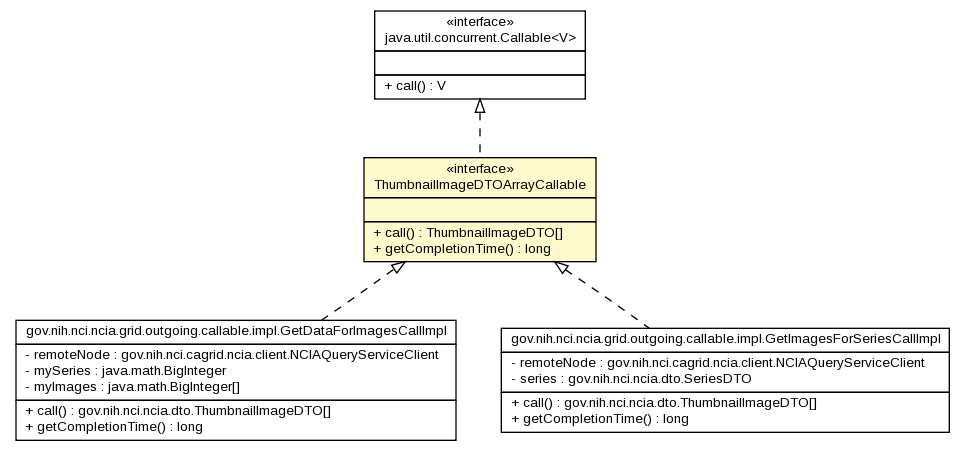 «interface»
java.util.concurrent.Callable<V>
+ call() : V
«interface»
ThumbnailImageDTOArrayCallable
+ call() : ThumbnailImageDTO[]
+ getCompletionTime() : long
gov.nih.nci.ncia.grid.outgoing.callable.impl.GetDataForImagesCallImpl
- remoteNode : gov.nih.nci.cagrid.ncia.client.NCIAQueryServiceClient
- mySeries : java.math.BigInteger
- myImages : java.math.BigInteger[]
+ call() : gov.nih.nci.ncia.dto.ThumbnailImageDTO[]
+ getCompletionTime() : long
gov.nih.nci.ncia.grid.outgoing.callable.impl.GetImagesForSeriesCallImpl
- remoteNode : gov.nih.nci.cagrid.ncia.client.NCIAQueryServiceClient
- series : gov.nih.nci.ncia.dto.SeriesDTO
+ call() : gov.nih.nci.ncia.dto.ThumbnailImageDTO[]
+ getCompletionTime() : long